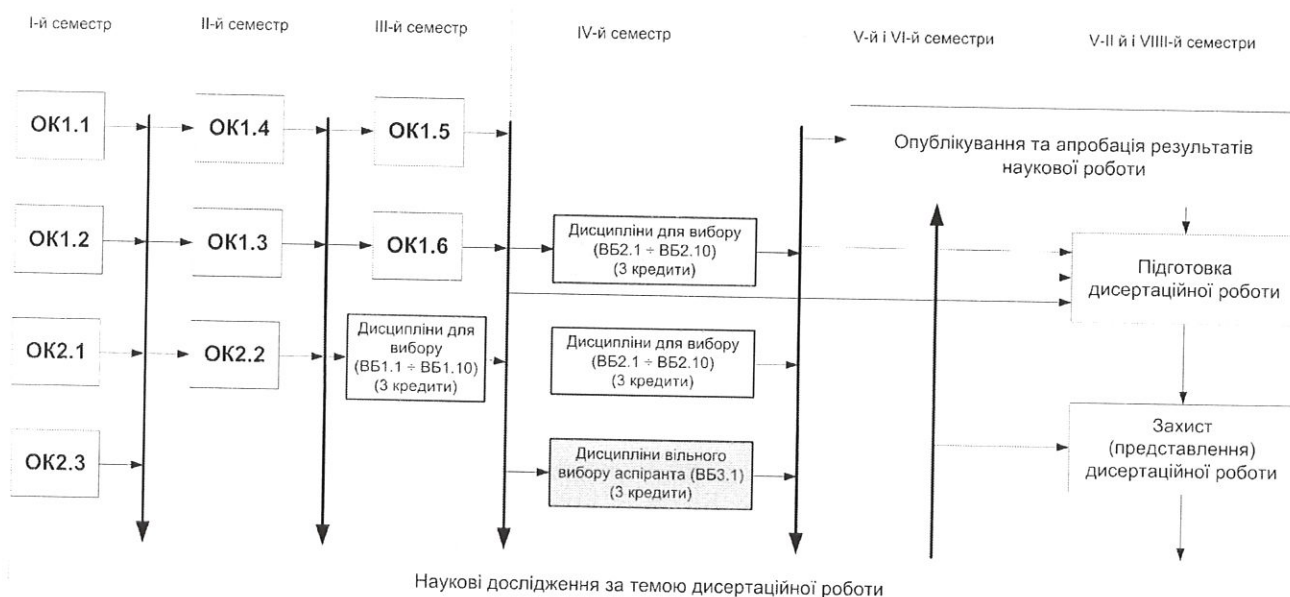 І-й семестр
ІІ-й семестр
ІІІ-й семестр
IV-й семестр
V-й і VІ-й семестри
V-ІІ й і VІІІІ-й семестри
ОК1.1
ОК1.4
ОК1.5
Опублікування та апробація результатів
наукової роботи
ОК1.2
ОК1.3
ОК1.6
Дисципліни для вибору
(ВБ2.1 ÷ ВБ2.10)
(3 кредити)
Підготовка
дисертаційної роботи
ОК2.1
ОК2.2
Дисципліни для
вибору
(ВБ1.1 ÷ ВБ1.10)
(3 кредити)
Дисципліни для вибору
(ВБ2.1 ÷ ВБ2.10)
(3 кредити)
ОК2.3
Дисципліни вільного
вибору аспіранта (ВБ3.1)
(3 кредити)
Захист
(представлення)
дисертаційної роботи
Наукові дослідження за темою дисертаційної роботи